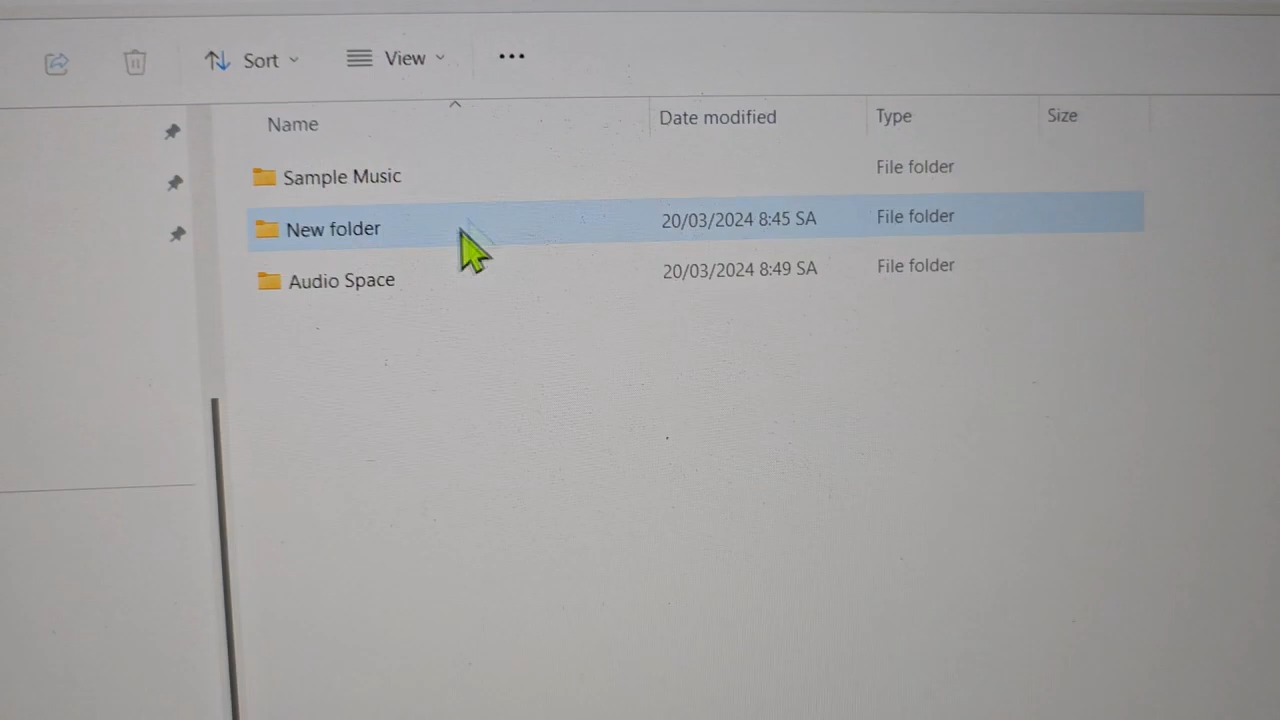 Sort View
Name Date modified Type Size
Sample Music File folder
New folder 20/03/2024 8:45 SA File folder
Audio Space 20/03/2024 8:49 SA File folder